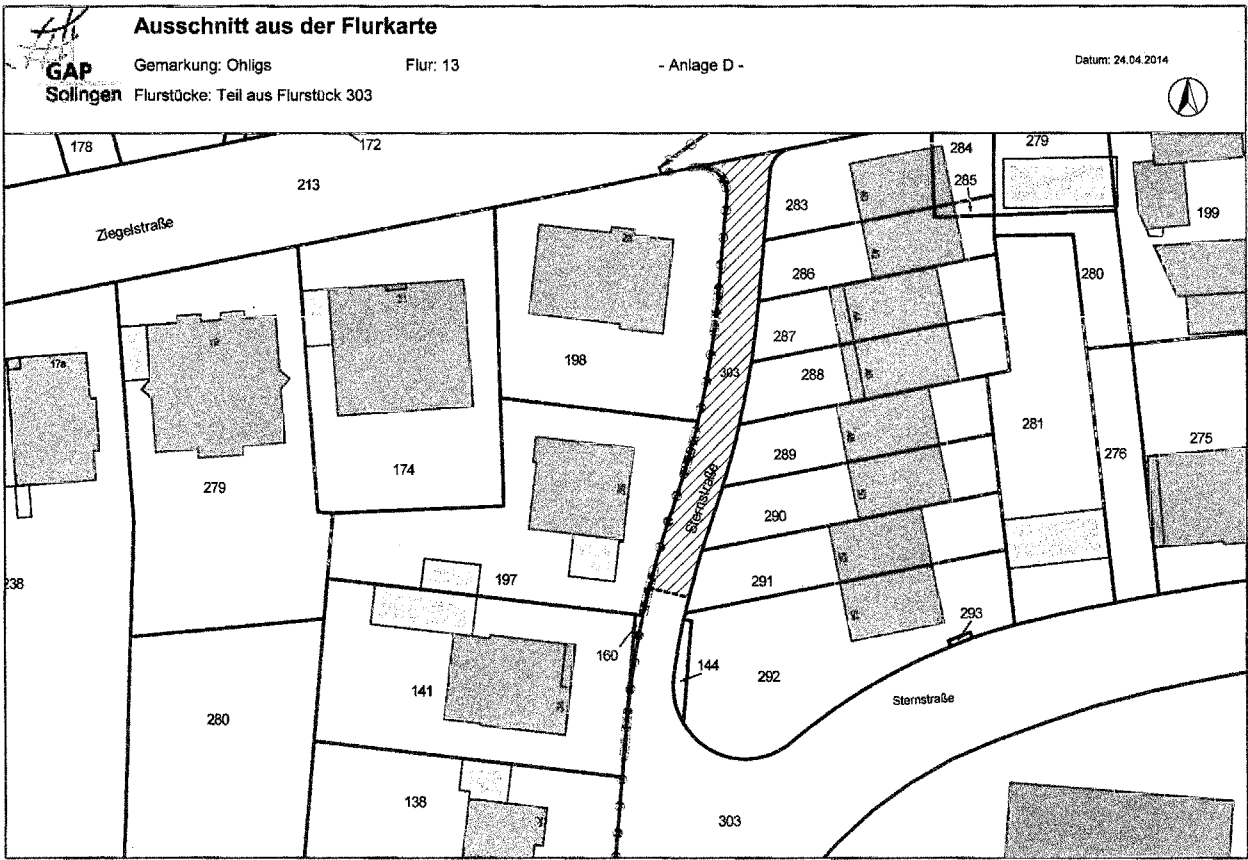 Ausschnitt aus der Flurkarte
GAP
Solingen
Gemarkung: Ohligs
Flur: 13
- Anlage D -
Datum: 24.04.2014
Flurstücke: Teil aus Flurstück 303
178
172
213
284
279
285
283
199
Ziegelstraße
286
280
287
198
303
288
17a
281
289
276
275
174
279
Sternstraße
290
238
197
291
293
160
144
292
141
280
Sternstraße
138
303